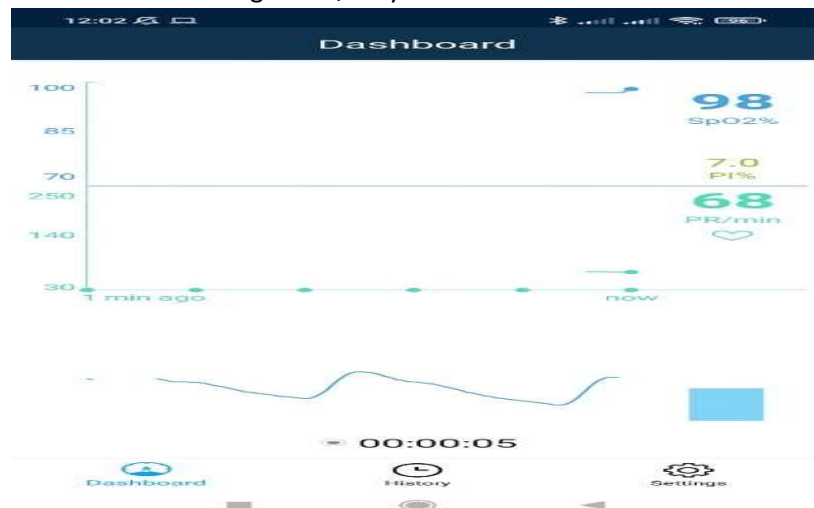 12:02
96
Dashboard
100
98
SpO2%
85
7.0
PI%
70
250
68
PR/min
140
30
1 min ago
now
00:00:05
Dashboard
History
Settings